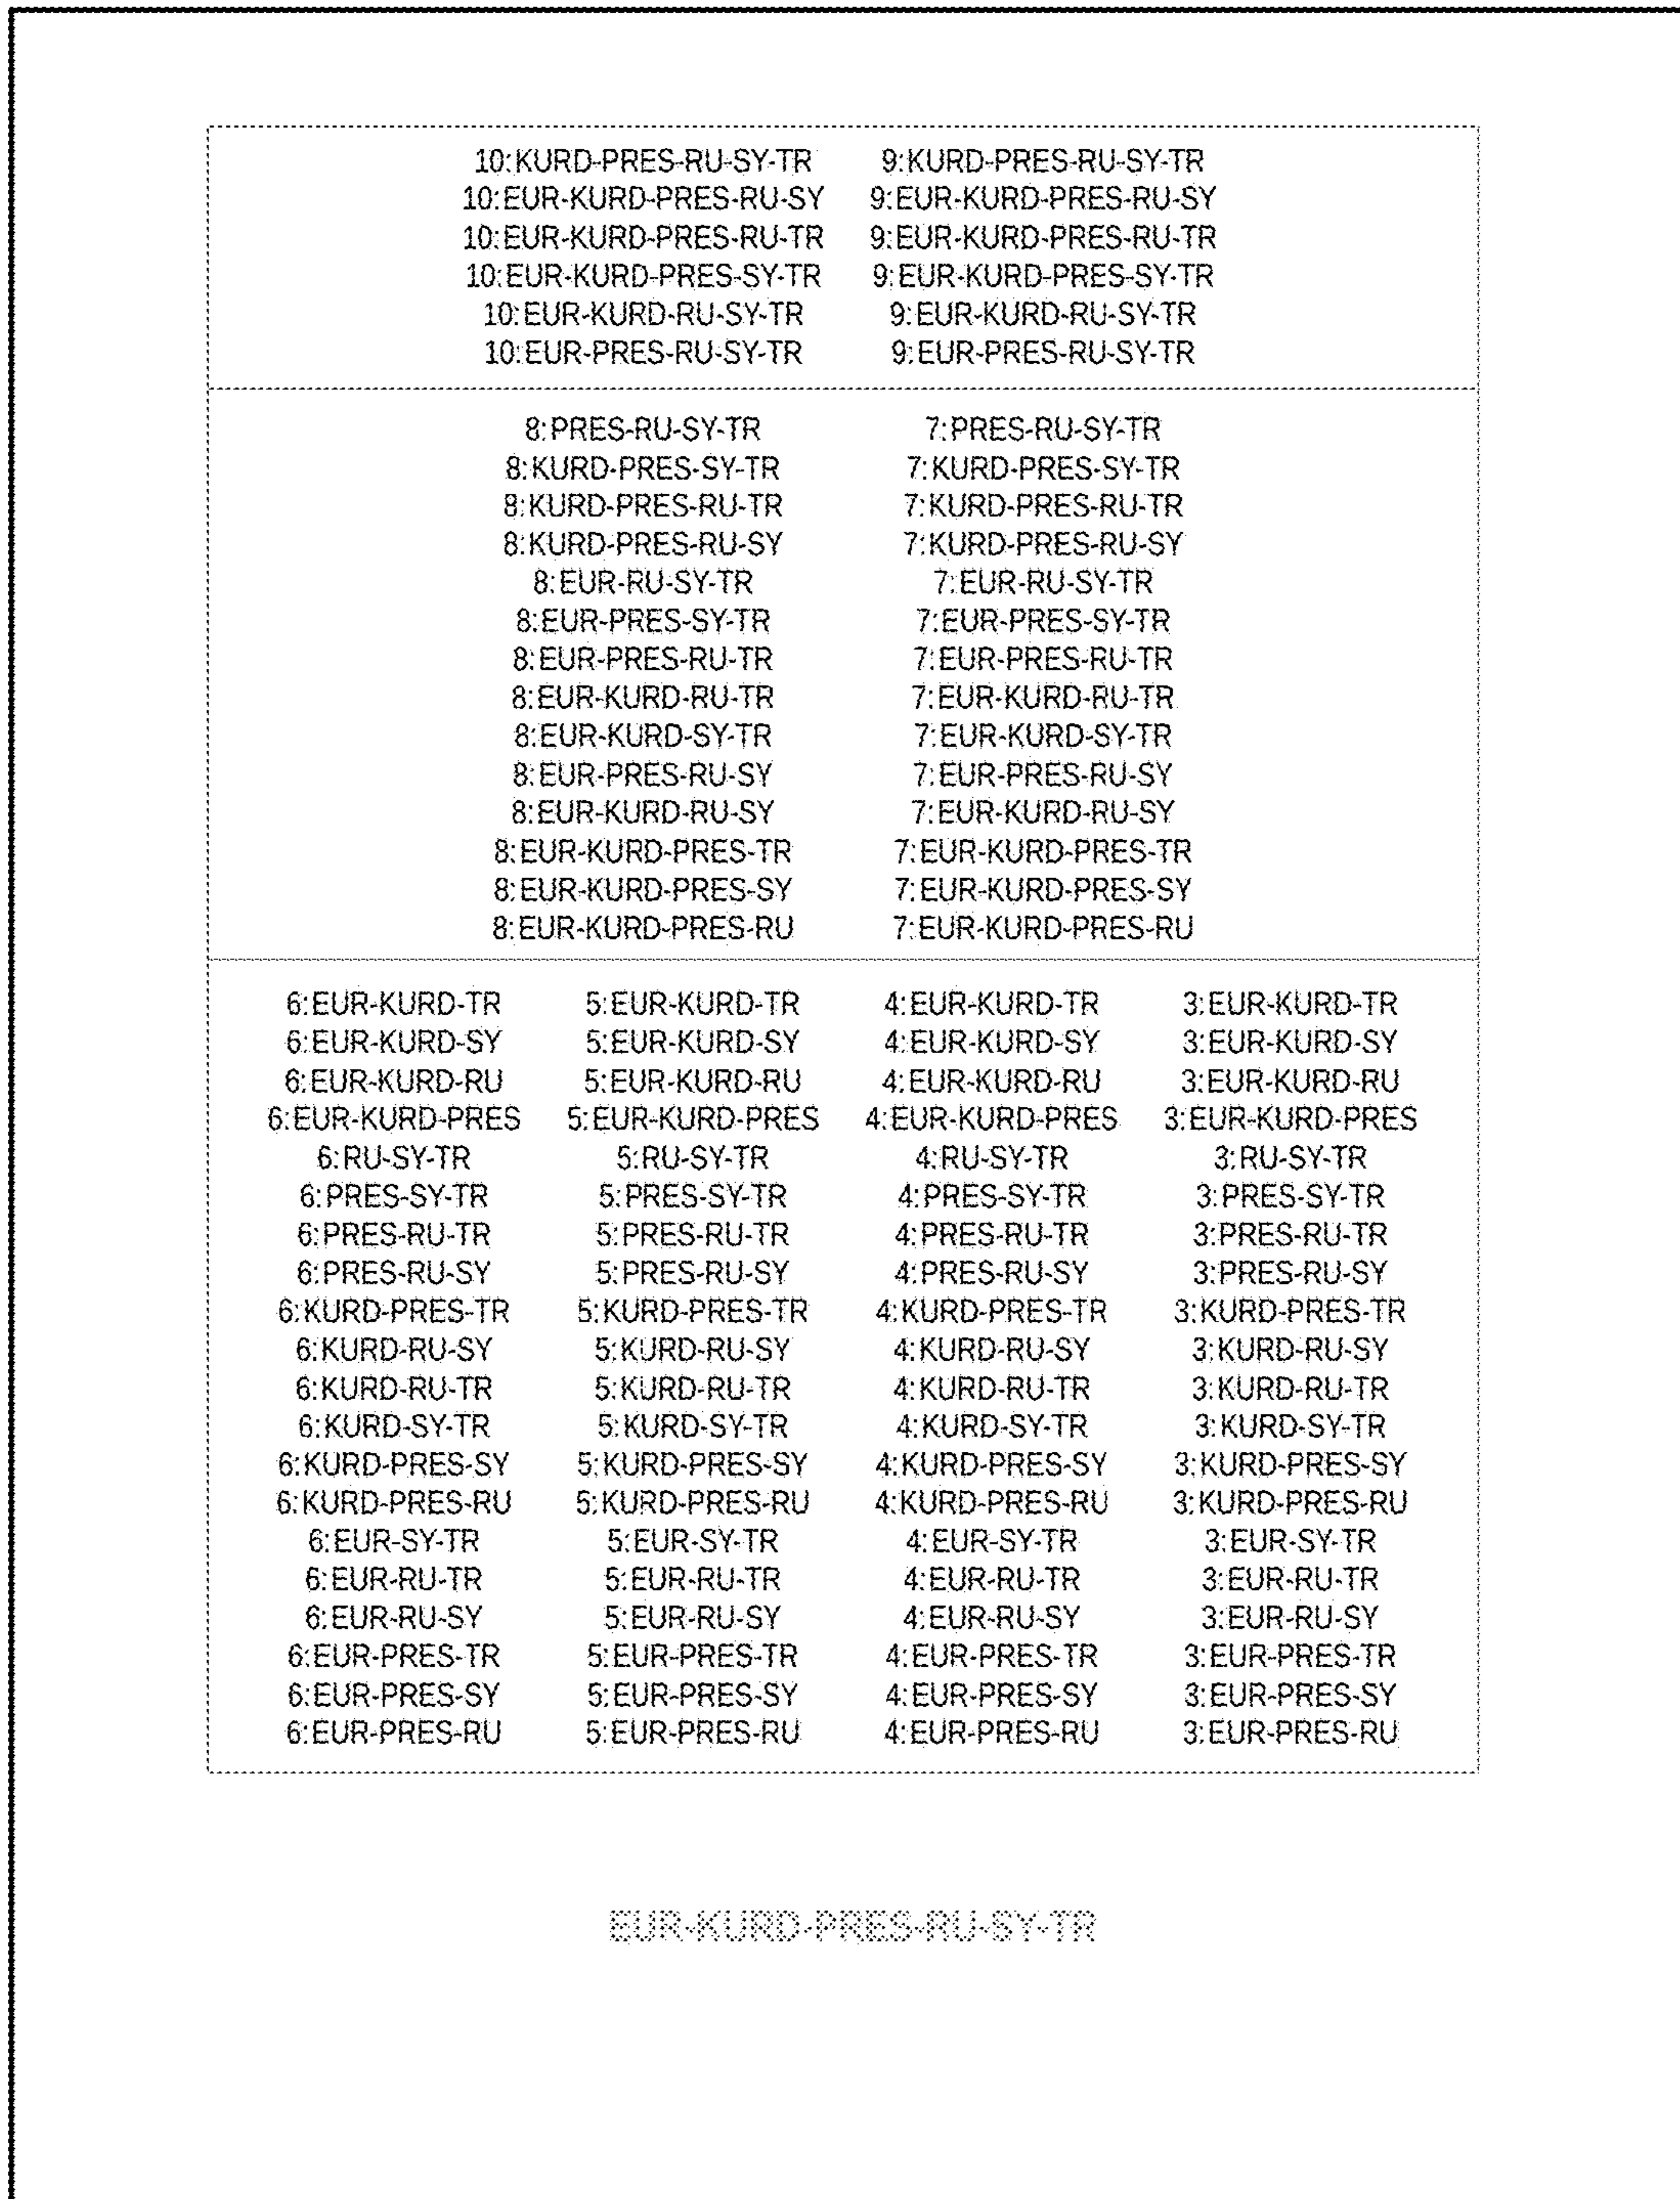 10:KURD-PRES-RU-SY-TR 9:KURD-PRES-RU-SY-TR
10:EUR-KURD-PRES-RU-SY 9:EUR-KURD-PRES-RU-SY
10:EUR-KURD-PRES-RU-TR 9:EUR-KURD-PRES-RU-TR
10:EUR-KURD-PRES-SY-TR 9:EUR-KURD-PRES-SY-TR
10:EUR-KURD-RU-SY-TR 9:EUR-KURD-RU-SY-TR
10:EUR-PRES-RU-SY-TR 9:EUR-PRES-RU-SY-TR
8:PRES-RU-SY-TR 7:PRES-RU-SY-TR
8:KURD-PRES-SY-TR 7:KURD-PRES-SY-TR
8:KURD-PRES-RU-TR 7:KURD-PRES-RU-TR
8:KURD-PRES-RU-SY 7:KURD-PRES-RU-SY
8:EUR-RU-SY-TR 7:EUR-RU-SY-TR
8:EUR-PRES-SY-TR 7:EUR-PRES-SY-TR
8:EUR-PRES-RU-TR 7:EUR-PRES-RU-TR
8:EUR-KURD-RU-TR 7:EUR-KURD-RU-TR
8:EUR-KURD-SY-TR 7:EUR-KURD-SY-TR
8:EUR-PRES-RU-SY 7:EUR-PRES-RU-SY
8:EUR-KURD-RU-SY 7:EUR-KURD-RU-SY
8:EUR-KURD-PRES-TR 7:EUR-KURD-PRES-TR
8:EUR-KURD-PRES-SY 7:EUR-KURD-PRES-SY
8:EUR-KURD-PRES-RU 7:EUR-KURD-PRES-RU
6:EUR-KURD-TR 5:EUR-KURD-TR 4:EUR-KURD-TR 3:EUR-KURD-TR
6:EUR-KURD-SY 5:EUR-KURD-SY 4:EUR-KURD-SY 3:EUR-KURD-SY
6:EUR-KURD-RU 5:EUR-KURD-RU 4:EUR-KURD-RU 3:EUR-KURD-RU
6:EUR-KURD-PRES 5:EUR-KURD-PRES 4:EUR-KURD-PRES 3:EUR-KURD-PRES
6:RU-SY-TR 5:RU-SY-TR 4:RU-SY-TR 3:RU-SY-TR
6:PRES-SY-TR 5:PRES-SY-TR 4:PRES-SY-TR 3:PRES-SY-TR
6:PRES-RU-TR 5:PRES-RU-TR 4:PRES-RU-TR 3:PRES-RU-TR
6:PRES-RU-SY 5:PRES-RU-SY 4:PRES-RU-SY 3:PRES-RU-SY
6:KURD-PRES-TR 5:KURD-PRES-TR 4:KURD-PRES-TR 3:KURD-PRES-TR
6:KURD-RU-SY 5:KURD-RU-SY 4:KURD-RU-SY 3:KURD-RU-SY
6:KURD-RU-TR 5:KURD-RU-TR 4:KURD-RU-TR 3:KURD-RU-TR
6:KURD-SY-TR 5:KURD-SY-TR 4:KURD-SY-TR 3:KURD-SY-TR
6:KURD-PRES-SY 5:KURD-PRES-SY 4:KURD-PRES-SY 3:KURD-PRES-SY
6:KURD-PRES-RU 5:KURD-PRES-RU 4:KURD-PRES-RU 3:KURD-PRES-RU
6:EUR-SY-TR 5:EUR-SY-TR 4:EUR-SY-TR 3:EUR-SY-TR
6:EUR-RU-TR 5:EUR-RU-TR 4:EUR-RU-TR 3:EUR-RU-TR
6:EUR-RU-SY 5:EUR-RU-SY 4:EUR-RU-SY 3:EUR-RU-SY
6:EUR-PRES-TR 5:EUR-PRES-TR 4:EUR-PRES-TR 3:EUR-PRES-TR
6:EUR-PRES-SY 5:EUR-PRES-SY 4:EUR-PRES-SY 3:EUR-PRES-SY
6:EUR-PRES-RU 5:EUR-PRES-RU 4:EUR-PRES-RU 3:EUR-PRES-RU
EUR-KURD-PRES-RU-SY-TR